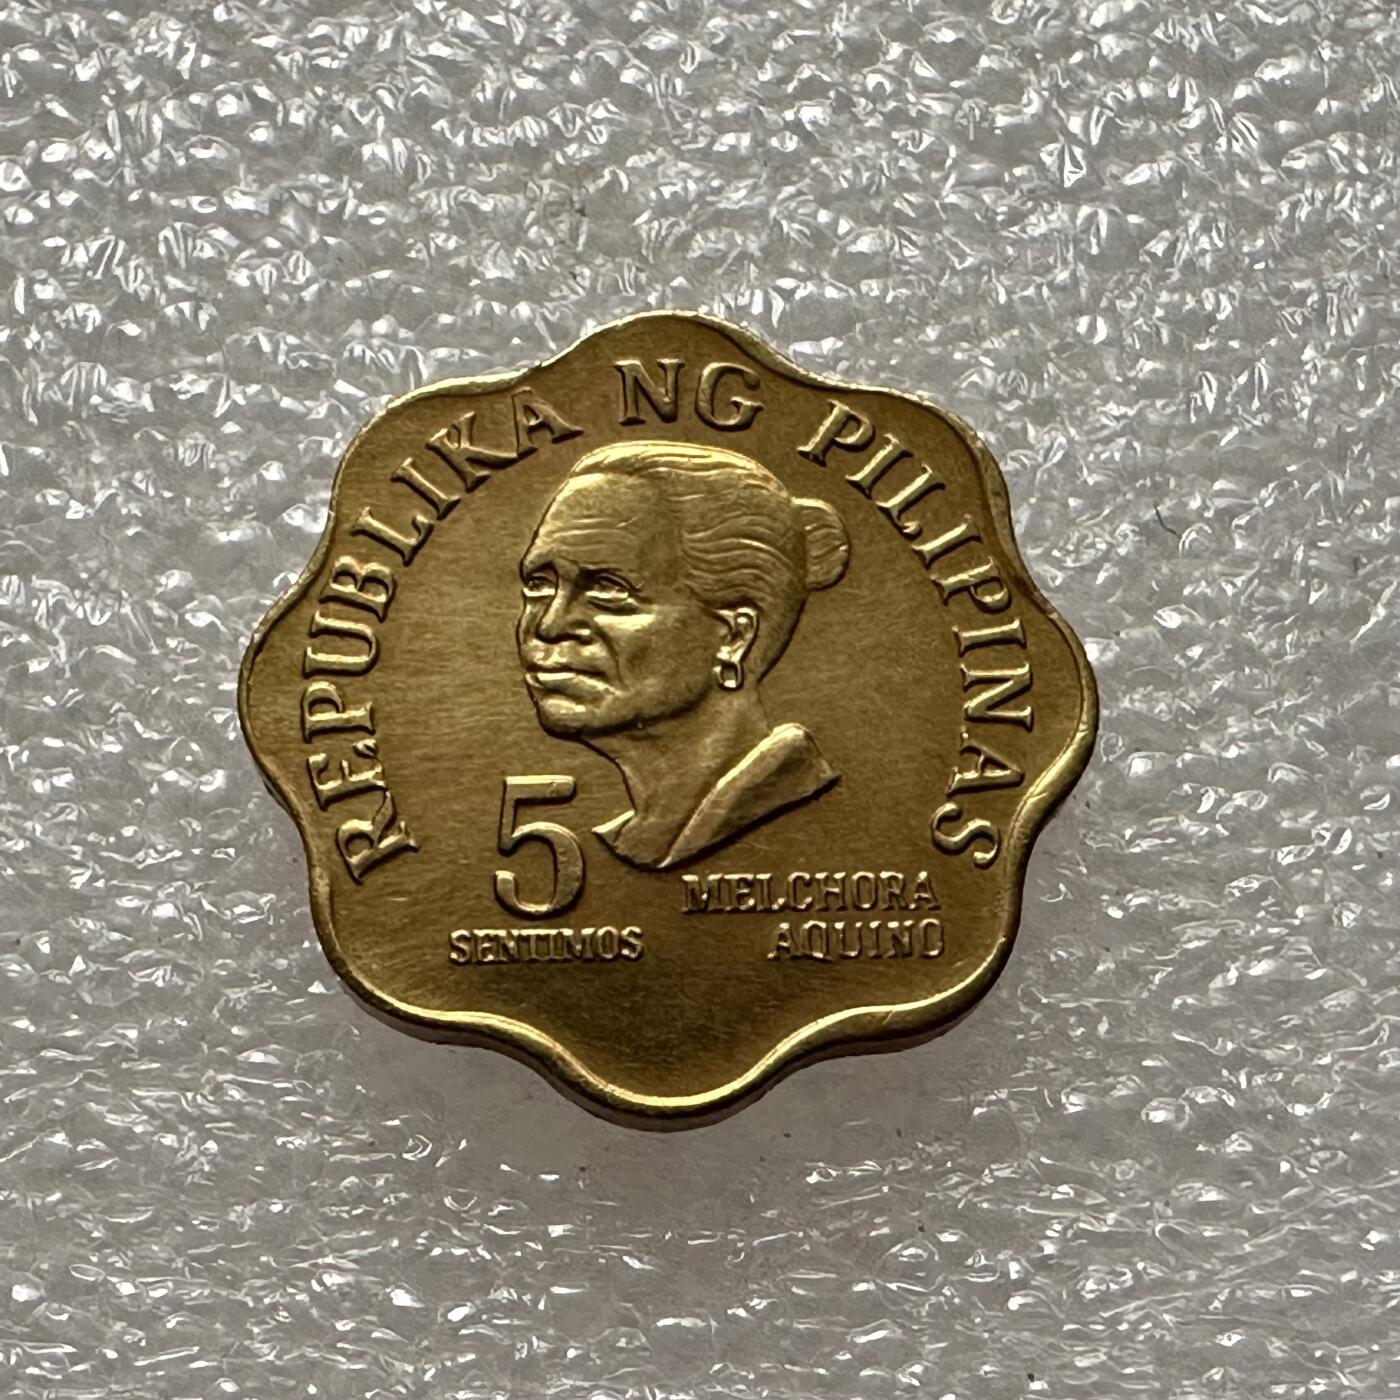 REPUBLIKA NG PILIPINAS
5
SENTIMOS
MELCHORA
AQUINO